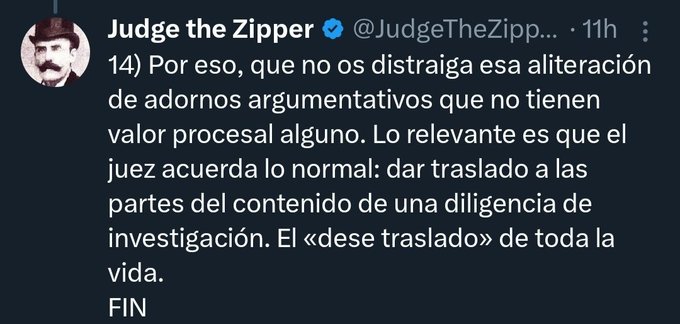 Judge the Zipper @JudgeTheZipp... · 11h
14) Por eso, que no os distraiga esa aliteración
de adornos argumentativos que no tienen
valor procesal alguno. Lo relevante es que el
juez acuerda lo normal: dar traslado a las
partes del contenido de una diligencia de
investigación. El «dese traslado» de toda la
vida.
FIN